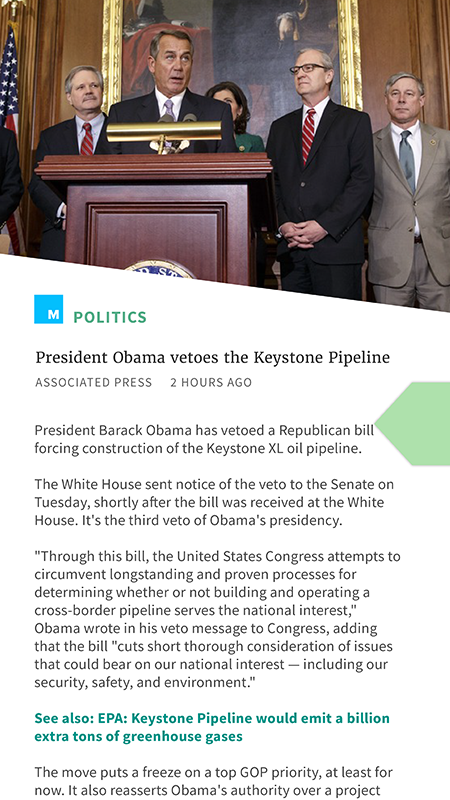 M POLITICS
President Obama vetoes the Keystone Pipeline
ASSOCIATED PRESS 2 HOURS AGO
President Barack Obama has vetoed a Republican bill
forcing construction of the Keystone XL oil pipeline.
The White House sent notice of the veto to the Senate on
Tuesday, shortly after the bill was received at the White
House. It's the third veto of Obama's presidency.
"Through this bill, the United States Congress attempts to
circumvent longstanding and proven processes for
determining whether or not building and operating a
cross-border pipeline serves the national interest,"
Obama wrote in his veto message to Congress, adding
that the bill "cuts short thorough consideration of issues
that could bear on our national interest — including our
security, safety, and environment."
See also: EPA: Keystone Pipeline would emit a billion
extra tons of greenhouse gases
The move puts a freeze on a top GOP priority, at least for
now. It also reasserts Obama's authority over a project